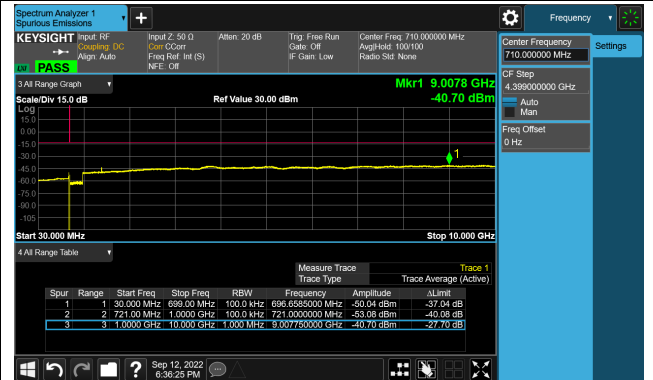 Spectrum Analyzer 1
Spurious Emissions
Frequency
KEYSIGHT Input: RF Input Z: 50 Ω Atten: 20 dB Trig: Free Run Center Freq: 710.000000 MHz
Coupling: DC Corr CCorr Gate: Off Avg|Hold: 100/100
Align: Auto Freq Ref: Int (S) IF Gain: Low Radio Std: None
NFE: Off
LXI PASS
Center Frequency
710.000000 MHz
Settings
CF Step
4.399000000 GHz
Auto
Man
Freq Offset
0 Hz
3 All Range Graph
Mkr1 9.0078 GHz
Scale/Div 15.0 dB Ref Value 30.00 dBm -40.70 dBm
Log
15.0
0.00
-15.0
-30.0
-45.0
-60.0
-75.0
-90.0
-105
1
Start 30.000 MHz Stop 10.000 GHz
4 All Range Table
Measure Trace Trace 1
Trace Type Trace Average (Active)
Spur Range Start Freq Stop Freq RBW Frequency Amplitude ΔLimit
1 1 30.000 MHz 699.00 MHz 100.0 kHz 696.6585000 MHz -50.04 dBm -37.04 dB
2 2 721.00 MHz 1.0000 GHz 100.0 kHz 721.0000000 MHz -53.08 dBm -40.08 dB
3 3 1.0000 GHz 10.000 GHz 1.000 MHz 9.007750000 GHz -40.70 dBm -27.70 dB
Sep 12, 2022
6:36:25 PM